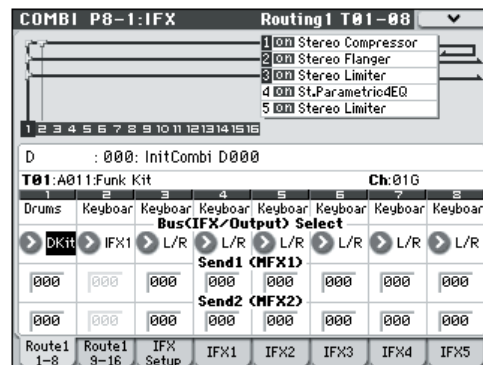 COMBI P8-1:IFX Routing1 T01-08
1 on Stereo Compressor
2 on Stereo Flanger
3 on Stereo Limiter
4 on St.Parametric4EQ
5 on Stereo Limiter
1 2 3 4 5 6 7 8 9 10 11 12 13 14 15 16
D : 000: InitCombi D000
T01:A011:Funk Kit Ch:01G
1 2 3 4 5 6 7 8
Drums Keyboar Keyboar Keyboar Keyboar Keyboar Keyboar Keyboar
Bus(IFX/Output) Select
DKit IFX1 L/R L/R L/R L/R L/R L/R
Send1 (MFX1)
000 000 000 000 000 000 000 000
Send2 (MFX2)
000 000 000 000 000 000 000 000
Route1 1-8 Route1 9-16 IFX Setup IFX1 IFX2 IFX3 IFX4 IFX5